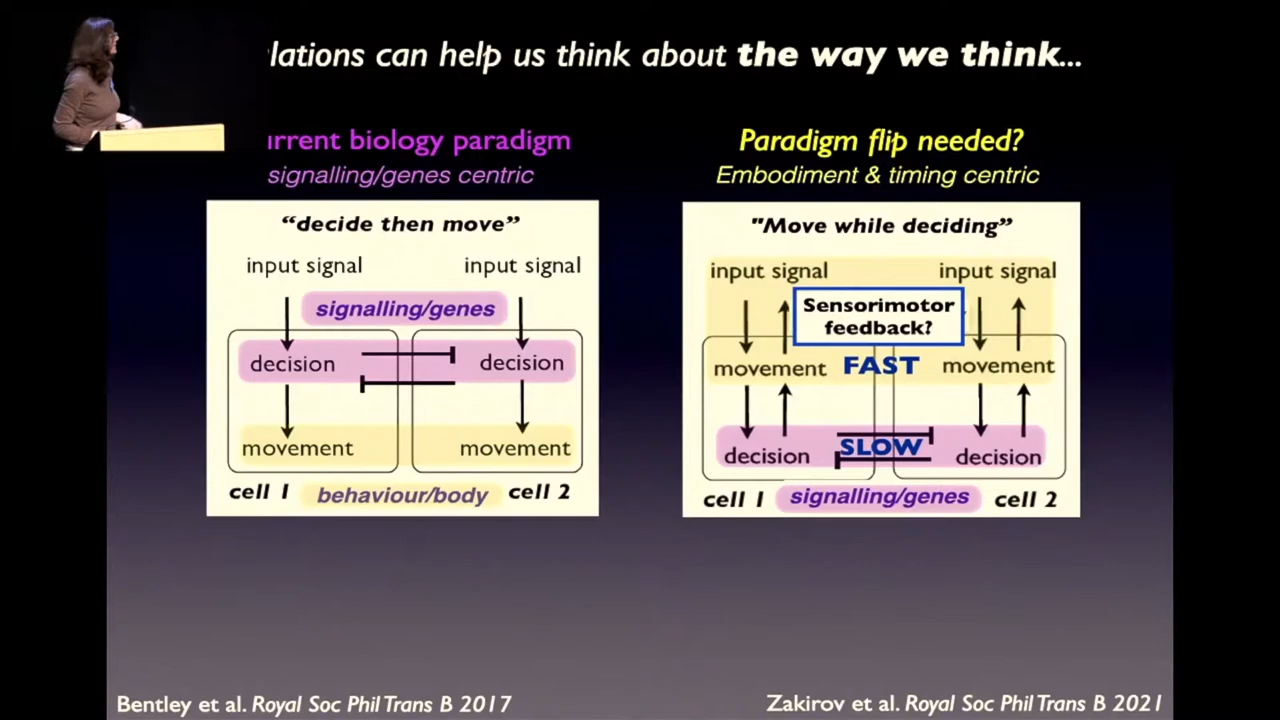 lations can help us think about the way we think...
urrent biology paradigm
signalling/genes centric
"decide then move"
input signal input signal
signalling/genes
decision decision
movement movement
cell 1 behaviour/body cell 2
Paradigm flip needed?
Embodiment & timing centric
"Move while deciding"
input signal input signal
Sensorimotor
feedback?
movement FAST movement
decision SLOW decision
cell 1 signalling/genes cell 2
Bentley et al. Royal Soc Phil Trans B 2017
Zakirov et al. Royal Soc Phil Trans B 2021